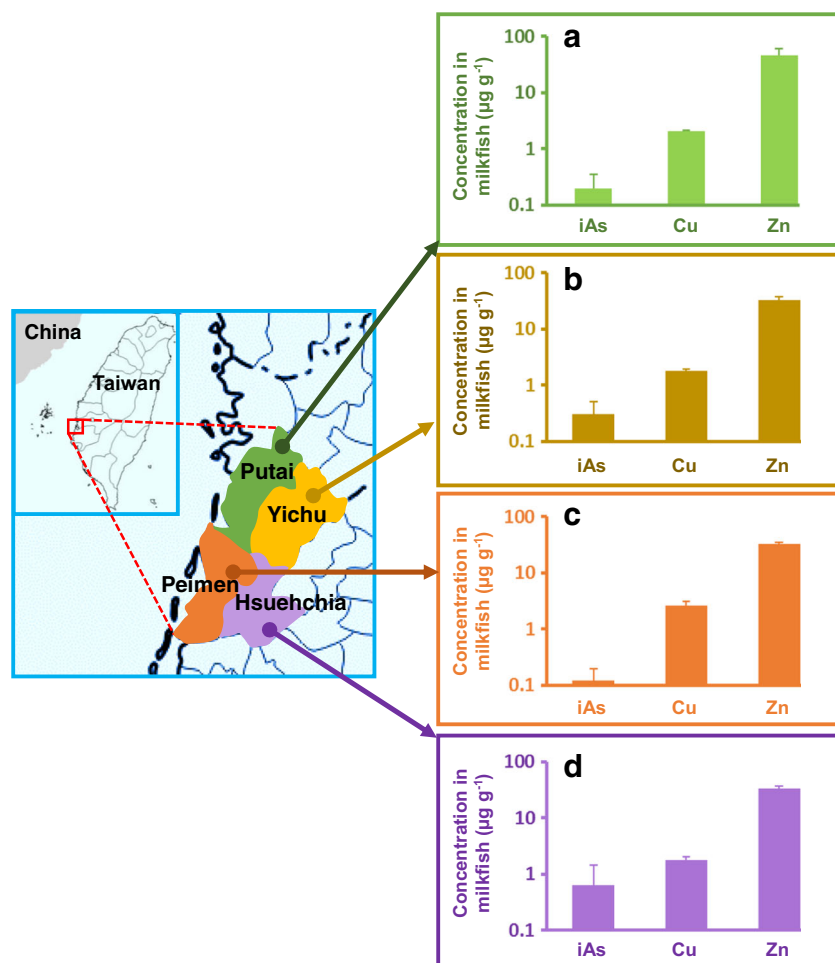 a
Concentration in
milkfish (µg g⁻¹)
100
10
1
0.1
iAs
Cu
Zn
b
Concentration in
milkfish (µg g⁻¹)
100
10
1
0.1
iAs
Cu
Zn
China
Taiwan
Putai
Yichu
Peimen
Hsuehchia
c
Concentration in
milkfish (µg g⁻¹)
100
10
1
0.1
iAs
Cu
Zn
d
Concentration in
milkfish (µg g⁻¹)
100
10
1
0.1
iAs
Cu
Zn